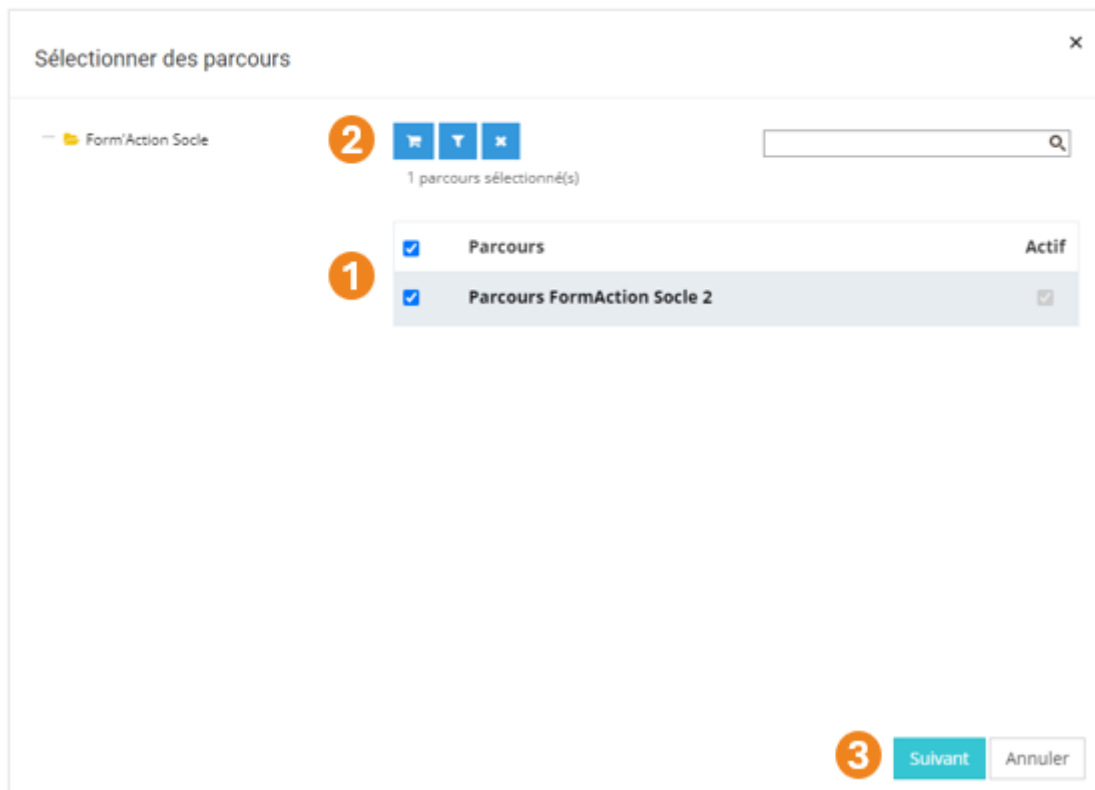 Sélectionner des parcours
Form'Action Socle
2
1 parcours sélectionné(s)
Parcours Actif
1
Parcours FormAction Socle 2
3 Suivant Annuler